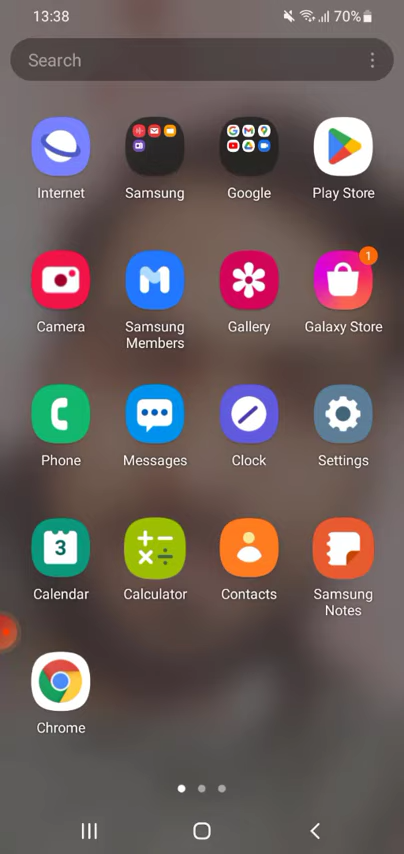 13:38 70%
Search
Internet Samsung Google Play Store
1
Camera Samsung Members Gallery Galaxy Store
Phone Messages Clock Settings
3
Calendar Calculator Contacts Samsung Notes
Chrome